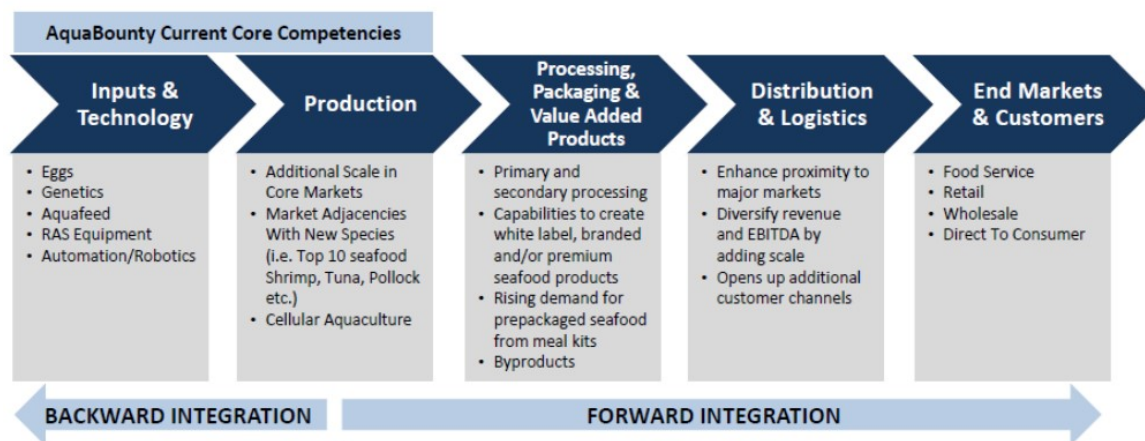 AquaBounty Current Core Competencies
Inputs &
Technology
• Eggs
• Genetics
• Aquafeed
• RAS Equipment
• Automation/Robotics
Production
• Additional Scale in
Core Markets
• Market Adjacencies
With New Species
(i.e. Top 10 seafood
Shrimp, Tuna, Pollock
etc.)
• Cellular Aquaculture
Processing,
Packaging &
Value Added
Products
• Primary and
secondary processing
• Capabilities to create
white label, branded
and/or premium
seafood products
• Rising demand for
prepackaged seafood
from meal kits
• Byproducts
Distribution
& Logistics
• Enhance proximity to
major markets
• Diversify revenue
and EBITDA by
adding scale
• Opens up additional
customer channels
End Markets
& Customers
• Food Service
• Retail
• Wholesale
• Direct To Consumer
BACKWARD INTEGRATION
FORWARD INTEGRATION